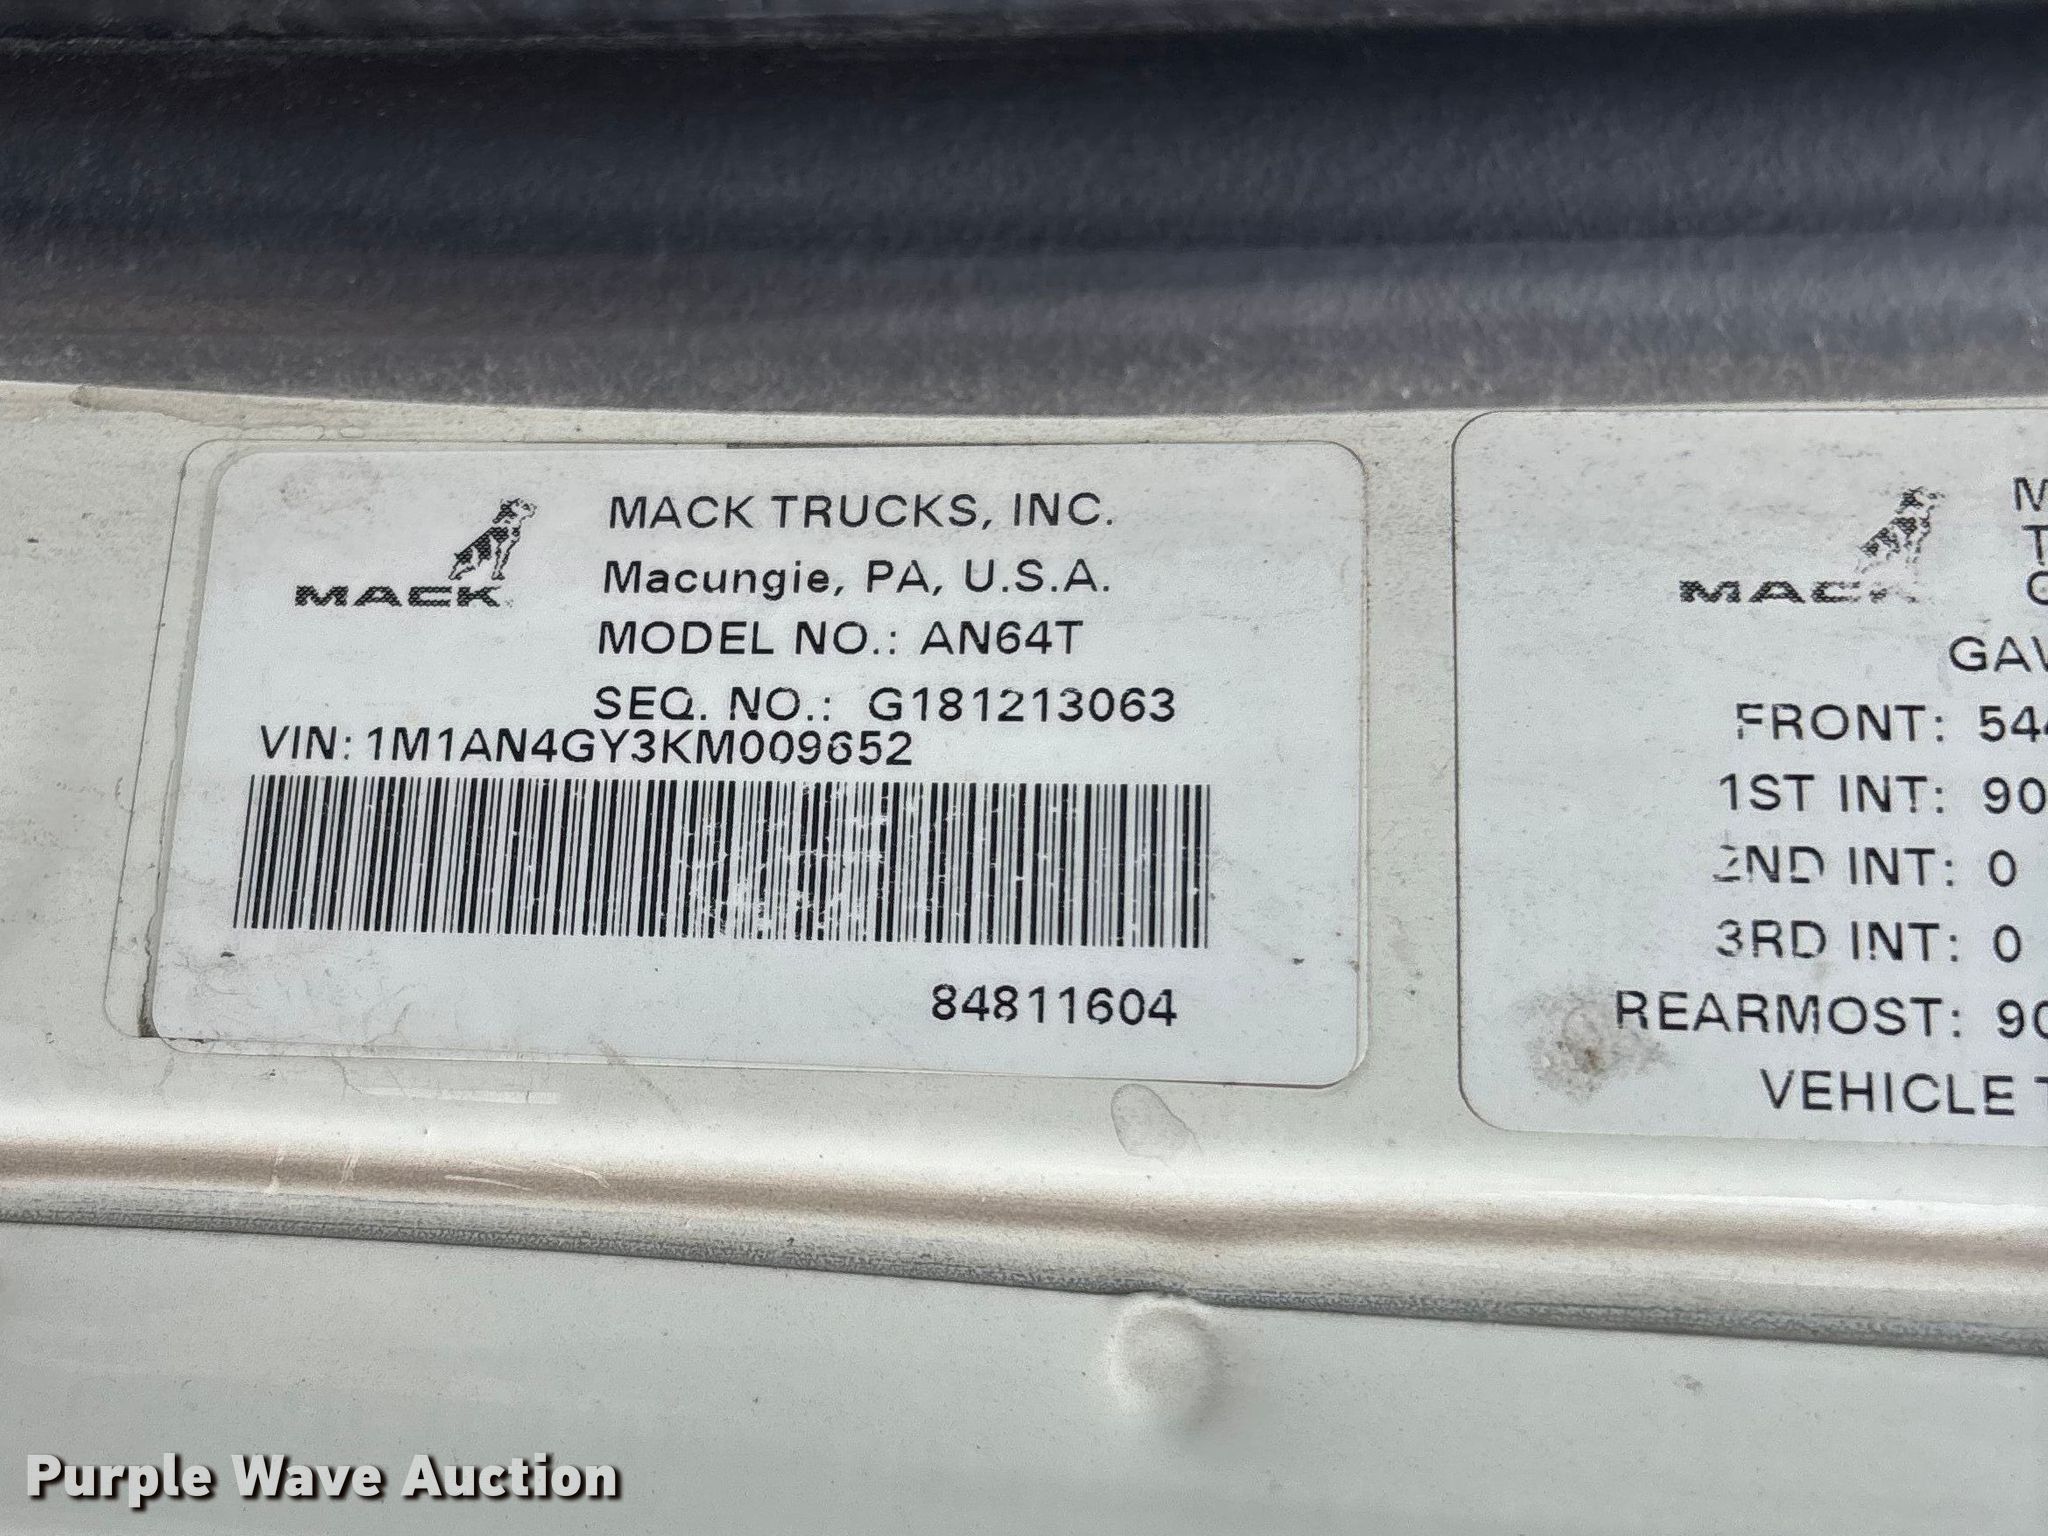 MACK
MACK TRUCKS, INC.
Macungie, PA, U.S.A.
MODEL NO.: AN64T
SEQ. NO.: G181213063
VIN: 1M1AN4GY3KM009652
84811604
MACK
M
T
GAV
FRONT: 544
1ST INT: 90
2ND INT: 0
3RD INT: 0
REARMOST: 90
VEHICLE T
Purple Wave Auction